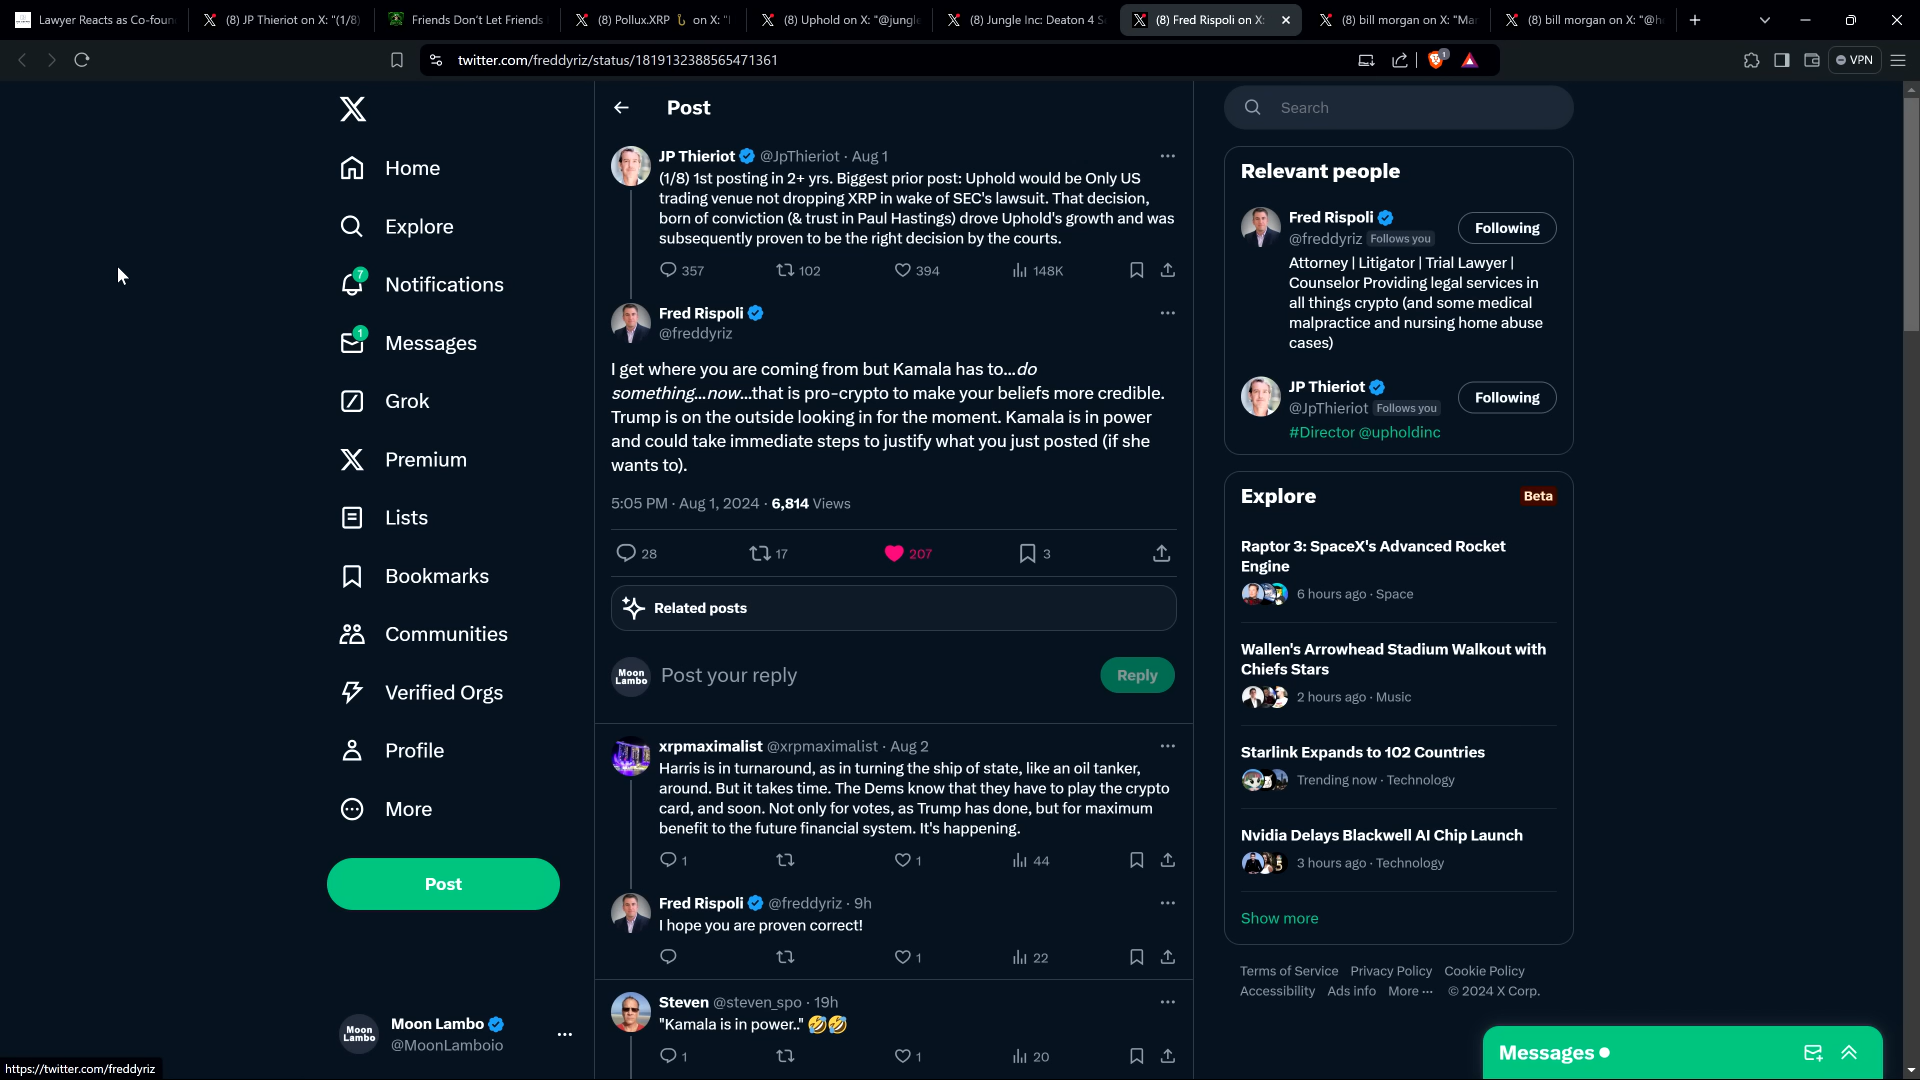 Lawyer Reacts as Co-foun
(8) JP Thieriot on X: "(1/8)
Friends Don't Let Friends
(8) Pollux.XRP on X: "I
(8) Uphold on X: "@jungle
(8) Jungle Inc: Deaton 4 S
(8) Fred Rispoli on X:
(8) bill morgan on X: "Ma
(8) bill morgan on X: "@h
twitter.com/freddyriz/status/1819132388565471361
1
VPN
Home
Explore
7
Notifications
1
Messages
Grok
Premium
Lists
Bookmarks
Communities
Verified Orgs
Profile
More
Post
Moon Lambo
Moon Lambo
@MoonLamboio
https://twitter.com/freddyriz
Post
JP Thieriot @JpThieriot · Aug 1
(1/8) 1st posting in 2+ yrs. Biggest prior post: Uphold would be Only US
trading venue not dropping XRP in wake of SEC's lawsuit. That decision,
born of conviction (& trust in Paul Hastings) drove Uphold's growth and was
subsequently proven to be the right decision by the courts.
357 102 394 148K
Fred Rispoli
@freddyriz
I get where you are coming from but Kamala has to...do
something...now...that is pro-crypto to make your beliefs more credible.
Trump is on the outside looking in for the moment. Kamala is in power
and could take immediate steps to justify what you just posted (if she
wants to).
5:05 PM · Aug 1, 2024 · 6,814 Views
28 17 207 3
Related posts
Moon Lambo
Post your reply
Reply
xrpmaximalist @xrpmaximalist · Aug 2
Harris is in turnaround, as in turning the ship of state, like an oil tanker,
around. But it takes time. The Dems know that they have to play the crypto
card, and soon. Not only for votes, as Trump has done, but for maximum
benefit to the future financial system. It's happening.
1 1 44
Fred Rispoli @freddyriz · 9h
I hope you are proven correct!
1 22
Steven @steven_spo · 19h
"Kamala is in power.." 🤣🤣
1 1 20
Search
Relevant people
Fred Rispoli
@freddyriz Follows you
Following
Attorney | Litigator | Trial Lawyer |
Counselor Providing legal services in
all things crypto (and some medical
malpractice and nursing home abuse
cases)
JP Thieriot
@JpThieriot Follows you
Following
#Director @upholdinc
Explore
Beta
Raptor 3: SpaceX's Advanced Rocket
Engine
6 hours ago · Space
Wallen's Arrowhead Stadium Walkout with
Chiefs Stars
2 hours ago · Music
Starlink Expands to 102 Countries
Trending now · Technology
Nvidia Delays Blackwell AI Chip Launch
3 hours ago · Technology
Show more
Terms of Service Privacy Policy Cookie Policy
Accessibility Ads info More ··· © 2024 X Corp.
Messages